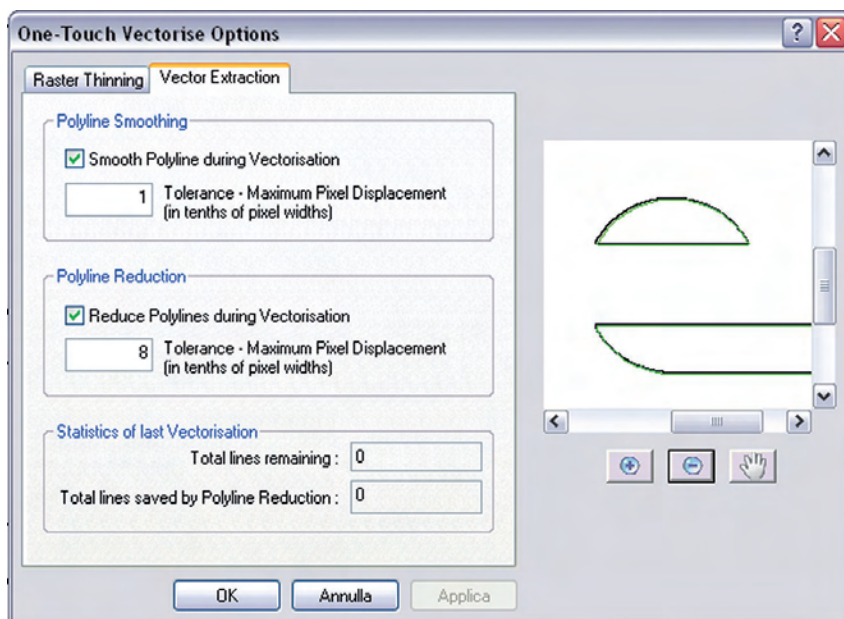 One-Touch Vectorise Options
Raster Thinning
Vector Extraction
Polyline Smoothing
Smooth Polyline during Vectorisation
1
Tolerance - Maximum Pixel Displacement
(in tenths of pixel widths)
Polyline Reduction
Reduce Polylines during Vectorisation
8
Tolerance - Maximum Pixel Displacement
(in tenths of pixel widths)
Statistics of last Vectorisation
Total lines remaining : 0
Total lines saved by Polyline Reduction : 0
OK
Annulla
Applica